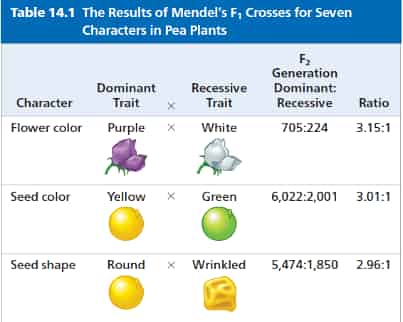 Table 14.1 The Results of Mendel's F₁ Crosses for Seven
Characters in Pea Plants
F₂
Generation
Dominant Recessive Dominant:
Character Trait × Trait Recessive Ratio
Flower color Purple × White 705:224 3.15:1
Seed color Yellow × Green 6,022:2,001 3.01:1
Seed shape Round × Wrinkled 5,474:1,850 2.96:1